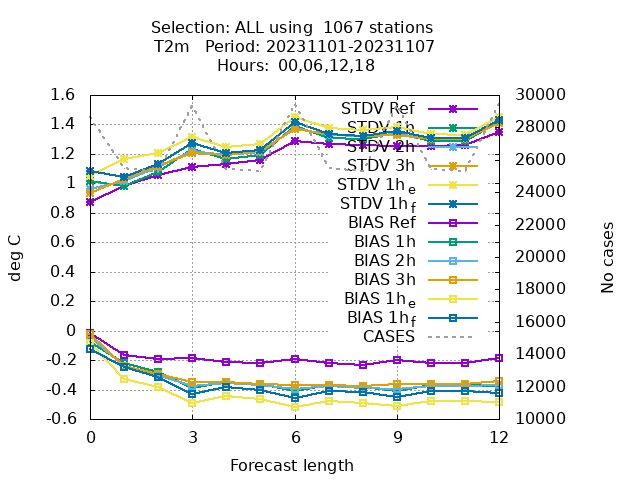 Selection: ALL using  1067 stations
T2m   Period: 20231101-20231107
Hours:  00,06,12,18
1.6
1.4
1.2
1
0.8
0.6
0.4
0.2
0
-0.2
-0.4
-0.6
deg C
30000
28000
26000
24000
22000
20000
18000
16000
14000
12000
10000
No cases
STDV Ref
STDV 1h
STDV 2h
STDV 3h
STDV 1he
STDV 1hf
BIAS Ref
BIAS 1h
BIAS 2h
BIAS 3h
BIAS 1he
BIAS 1hf
CASES
0 3 6 9 12
Forecast length